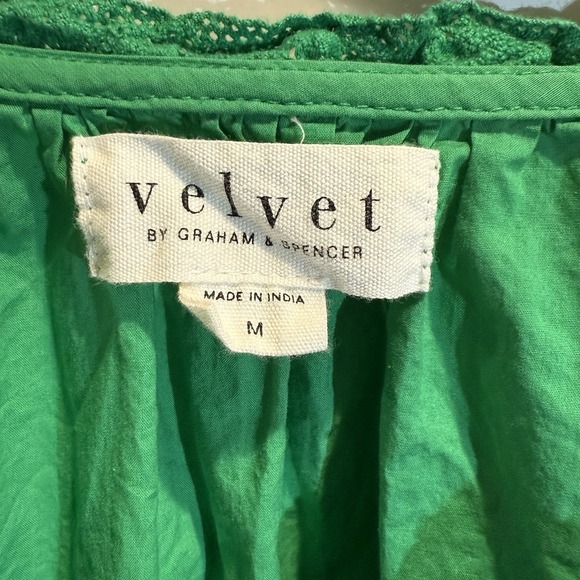 velvet
BY GRAHAM & SPENCER
MADE IN INDIA
M